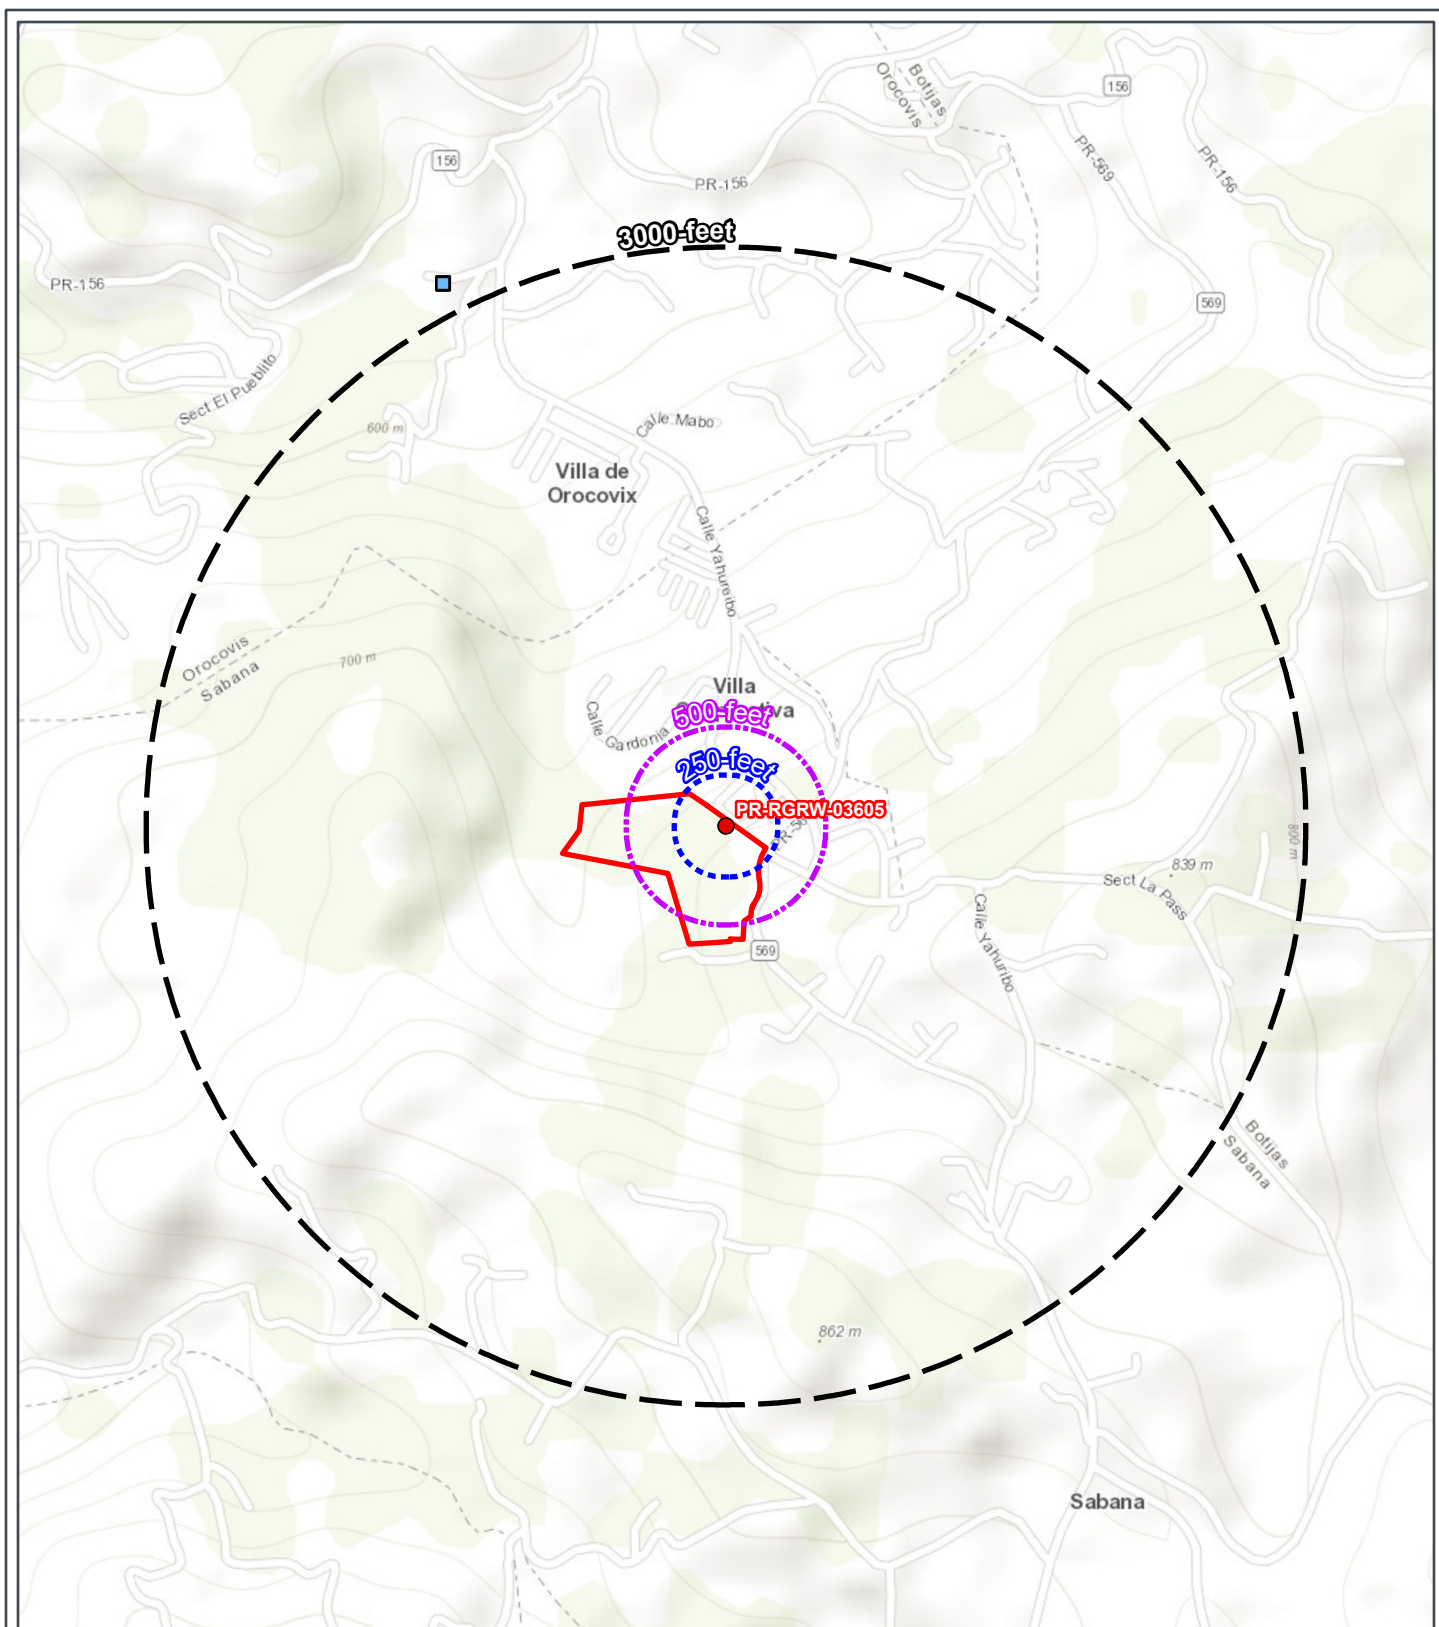 Botijas
Orocovis
156
PR-569
PR-156
156
PR-156
3000-feet
PR-156
569
Sect El Pueblito
600 m
Calle Mabo
Villa de
Orocovix
Calle Yahureibo
Orocovis
Sabana
700 m
Villa
500-feet
Calle Gardonia
250-feet
PR-RGRW-03605
800 m
839 m
Sect La Pass
Calle Yahuribo
569
Botijas
Sabana
862 m
Sabana